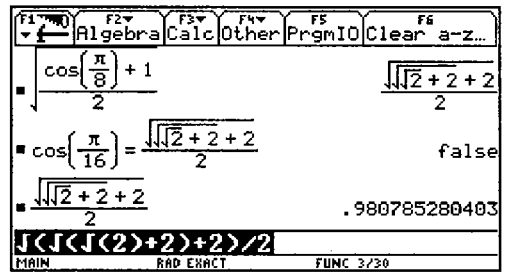 F1 F2 Algebra F3 Calc F4 Other F5 PrgmIO F6 Clear a-z…
■ √((cos(π/8) + 1)/2) √(√(√2 + 2) + 2)/2
■ cos(π/16) = √(√(√2 + 2) + 2)/2 false
■ √(√(√2 + 2) + 2)/2 .980785280403
√(√(√(2)+2)+2)/2
MAIN RAD EXACT FUNC 3/30